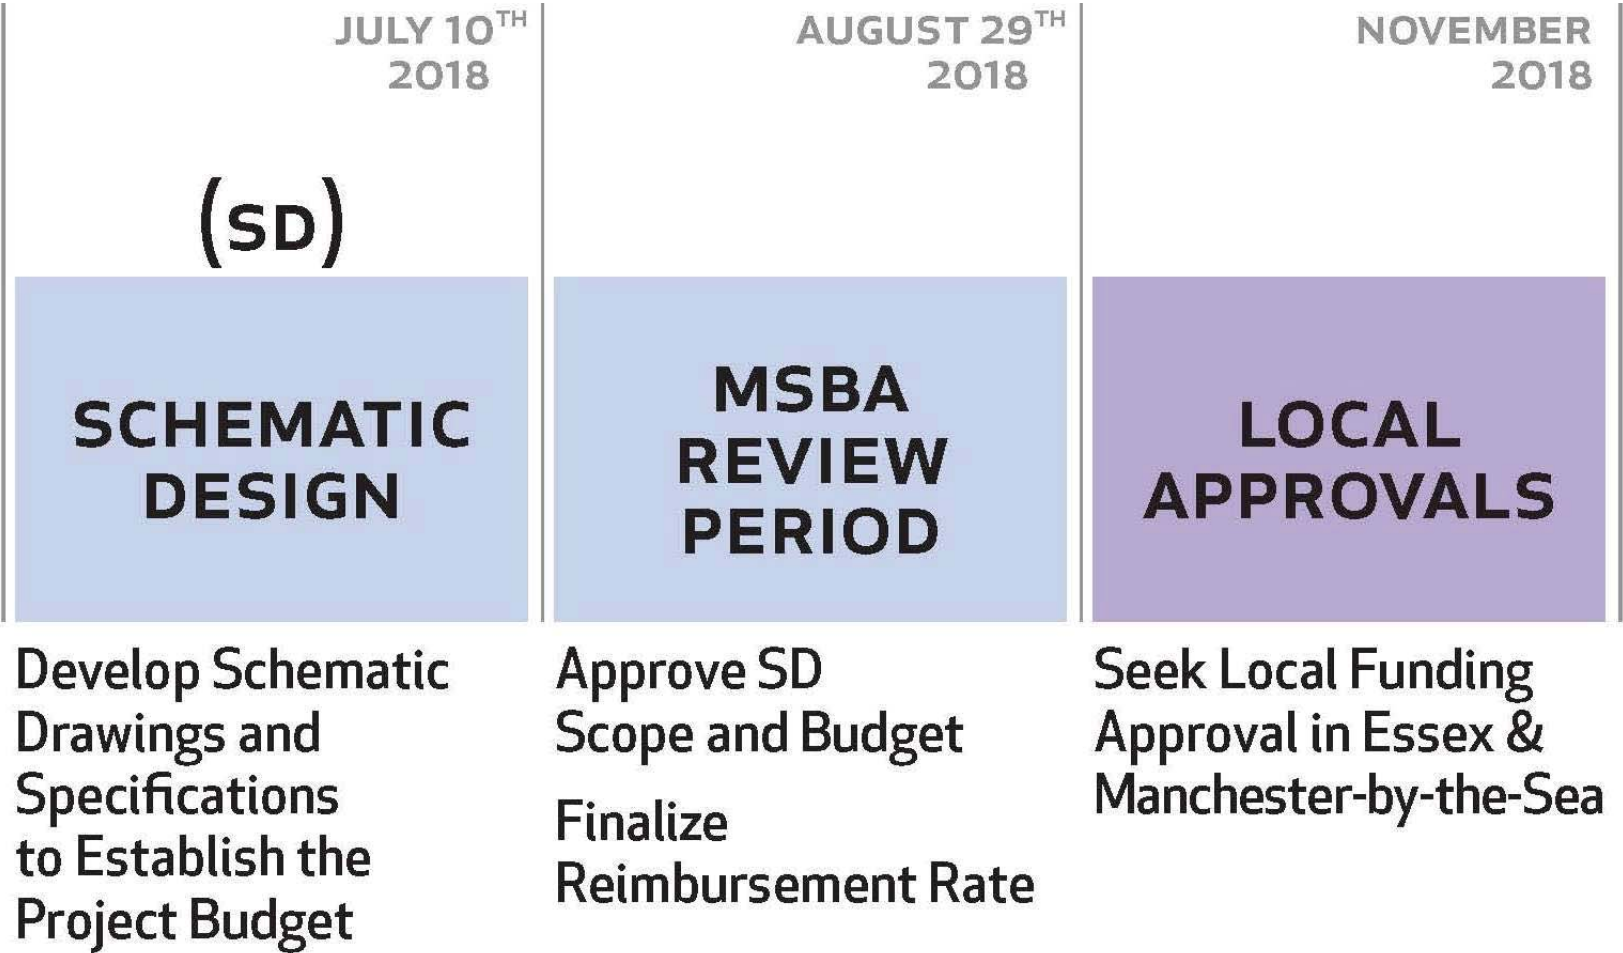 JULY 10TH
2018
(SD)
SCHEMATIC
DESIGN
Develop Schematic
Drawings and
Specifications
to Establish the
Project Budget
AUGUST 29TH
2018
MSBA
REVIEW
PERIOD
Approve SD
Scope and Budget
Finalize
Reimbursement Rate
NOVEMBER
2018
LOCAL
APPROVALS
Seek Local Funding
Approval in Essex &
Manchester-by-the-Sea